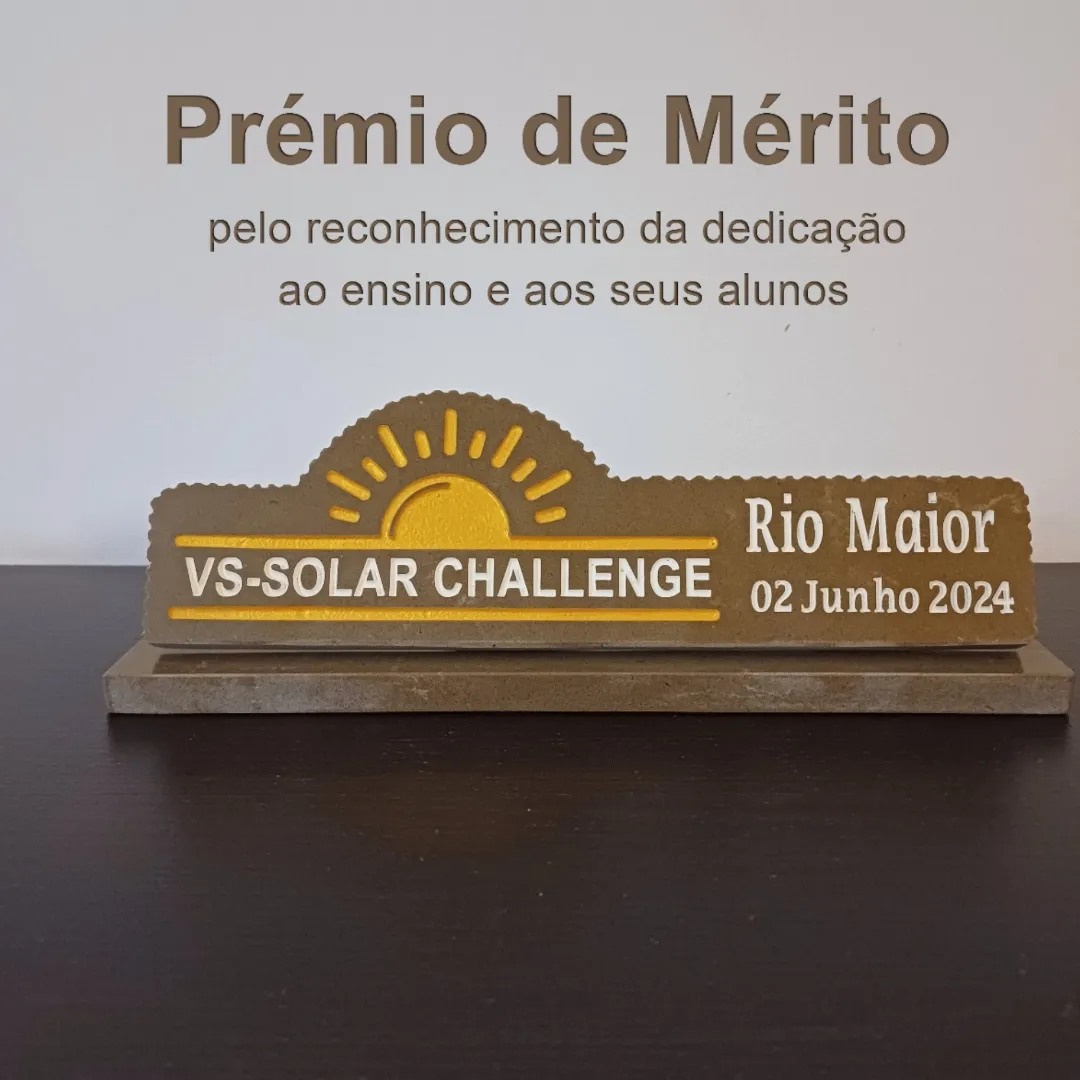 Prémio de Mérito
pelo reconhecimento da dedicação
ao ensino e aos seus alunos
VS-SOLAR CHALLENGE
Rio Maior
02 Junho 2024